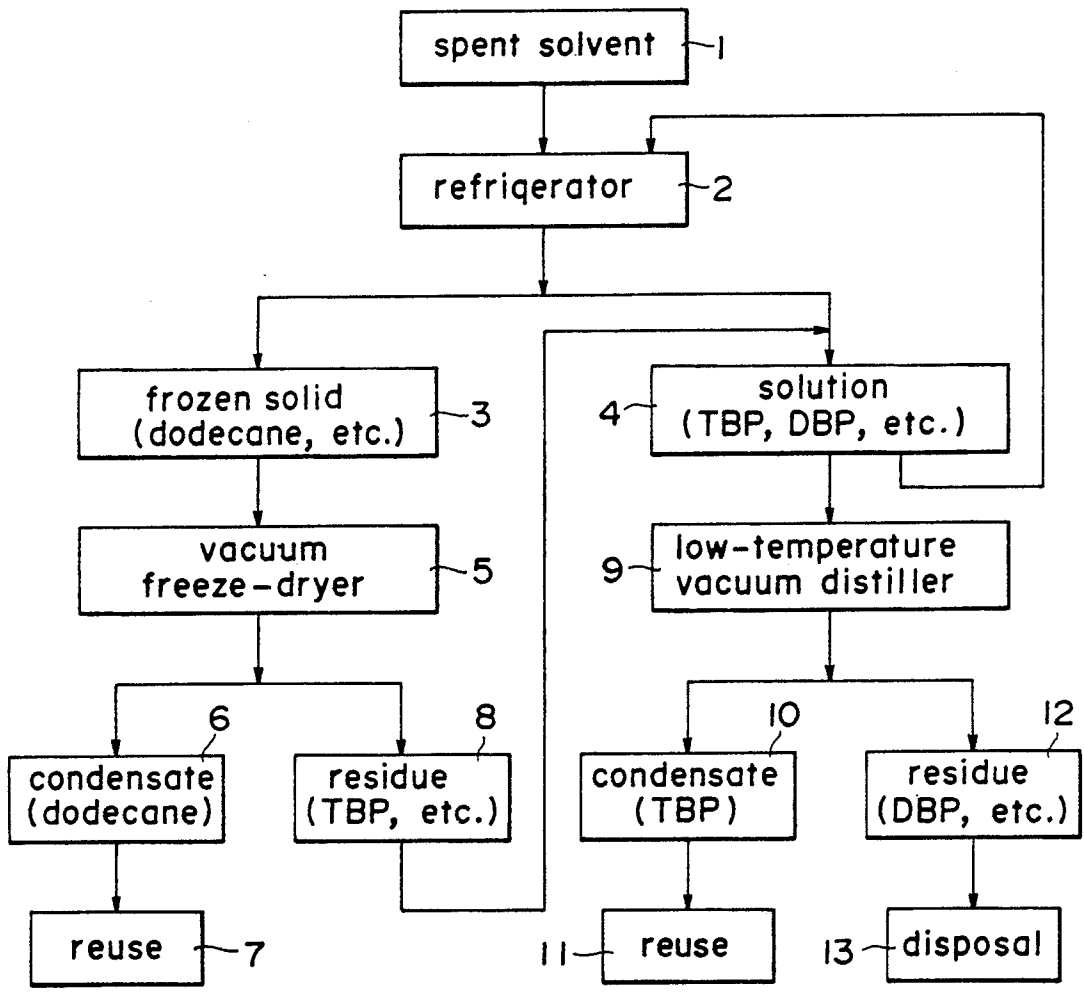 spent solvent
1
refriqerator
2
frozen solid
(dodecane, etc.)
3
4
solution
(TBP, DBP, etc.)
vacuum
freeze-dryer
5
9
low-temperature
vacuum distiller
6
8
10
12
condensate
(dodecane)
residue
(TBP, etc.)
condensate
(TBP)
residue
(DBP, etc.)
reuse
7
11
reuse
13
disposal